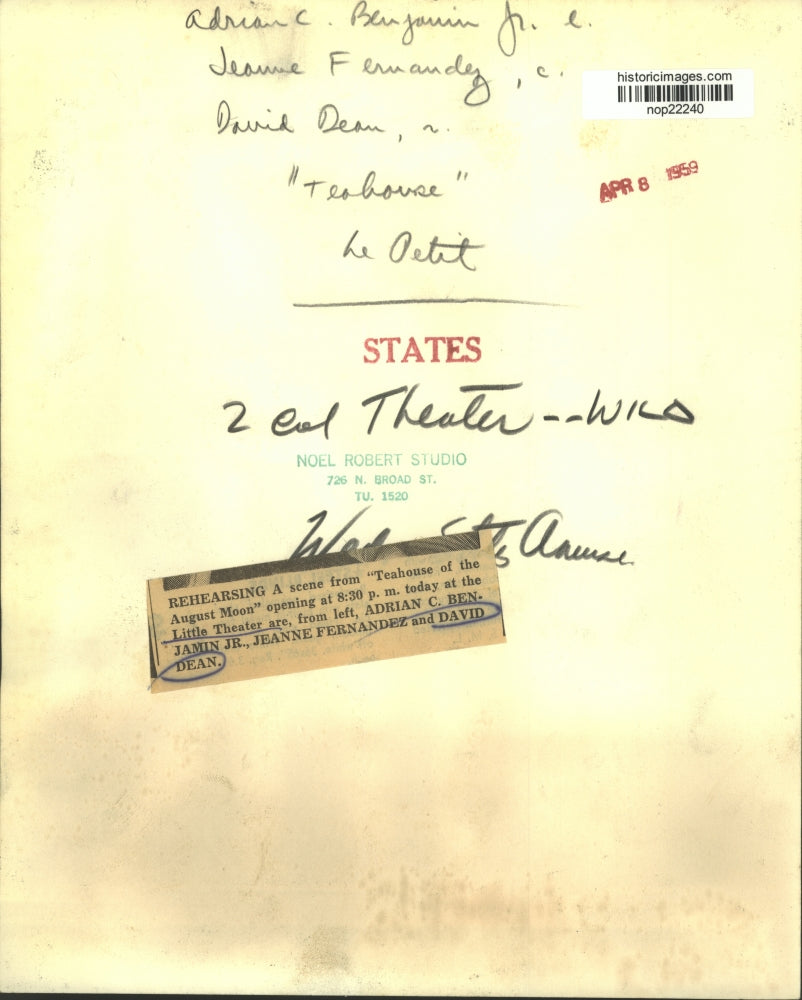 Adrian C. Benjamin Jr. l.
Jeanne Fernandez, c.
historicimages.com
nop22240
David Dean, r.
APR 8 1959
"Teahouse"
Le Petit
STATES
2 col Theater--
NOEL ROBERT STUDIO
726 N. BROAD ST.
TU. 1520
Wed States Amuse
REHEARSING A scene from "Teahouse of the
August Moon" opening at 8:30 p. m. today at the
Little Theater are, from left, ADRIAN C. BEN-
JAMIN JR., JEANNE FERNANDEZ and DAVID
DEAN.